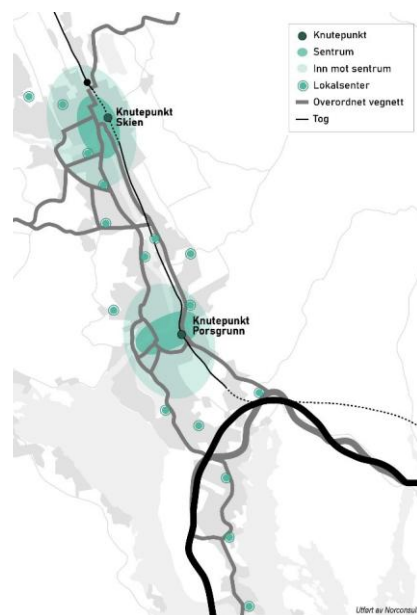 Knutepunkt
Sentrum
Inn mot sentrum
Lokalsenter
Overordnet vegnett
Tog
Knutepunkt
Skien
Knutepunkt
Porsgrunn
Utført av Norconsult